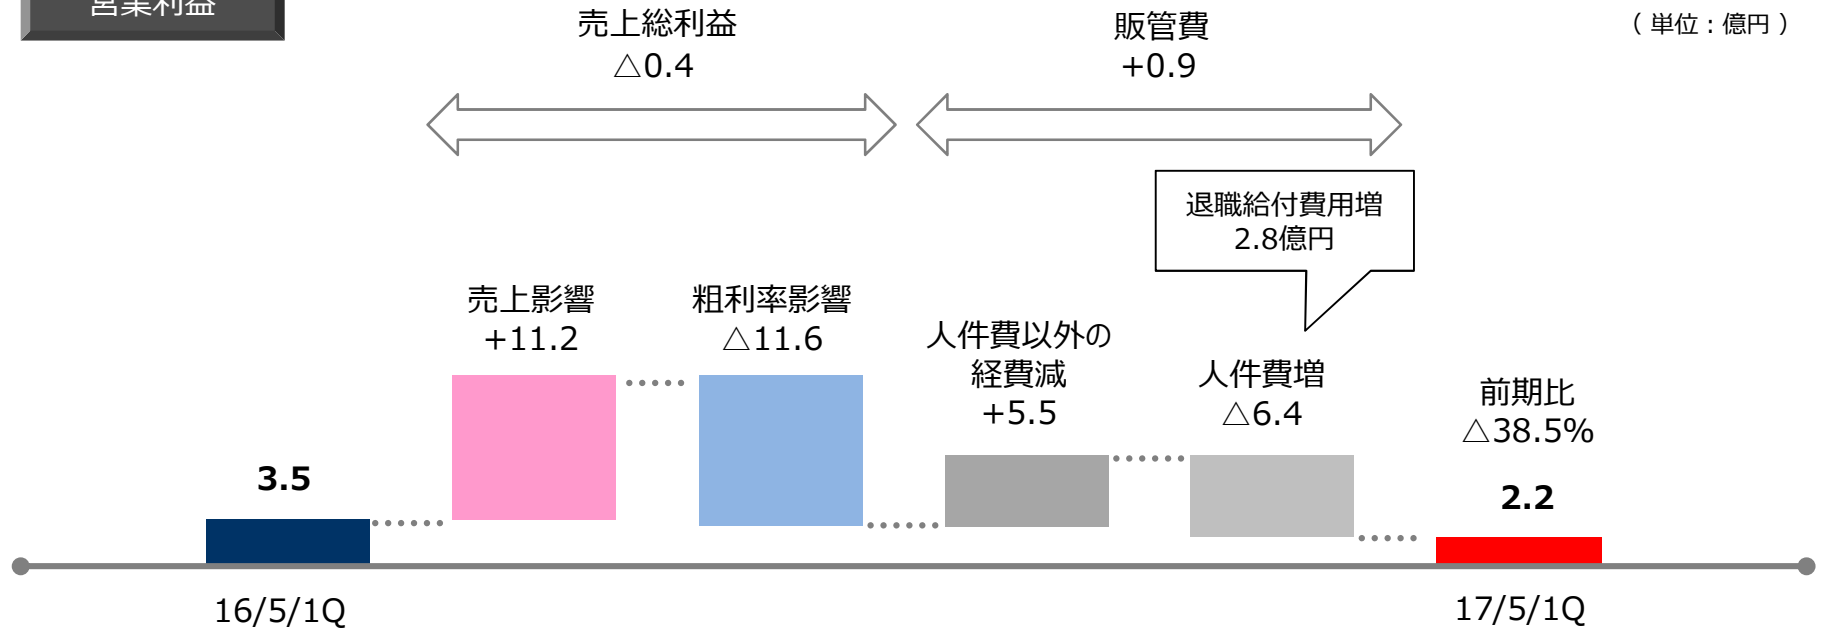 営業利益
売上総利益
△0.4
販管費
+0.9
（ 単位：億円 ）
退職給付費用増
2.8億円
売上影響
+11.2
粗利率影響
△11.6
人件費以外の
経費減
+5.5
人件費増
△6.4
前期比
△38.5%
3.5
2.2
16/5/1Q
17/5/1Q